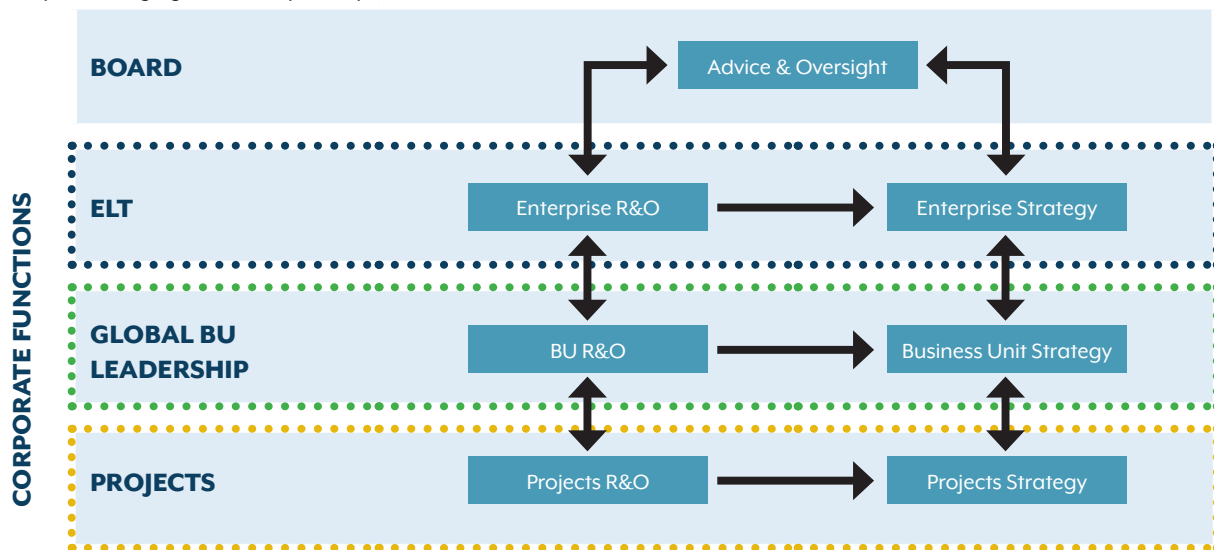 BOARD
Advice & Oversight
CORPORATE FUNCTIONS
ELT
Enterprise R&O
Enterprise Strategy
GLOBAL BU
LEADERSHIP
BU R&O
Business Unit Strategy
PROJECTS
Projects R&O
Projects Strategy